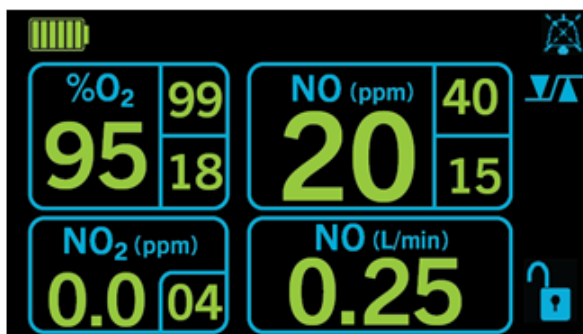 %O₂ 99
95 18
NO (ppm) 40
20 15
NO₂ (ppm)
0.0 04
NO (L/min)
0.25